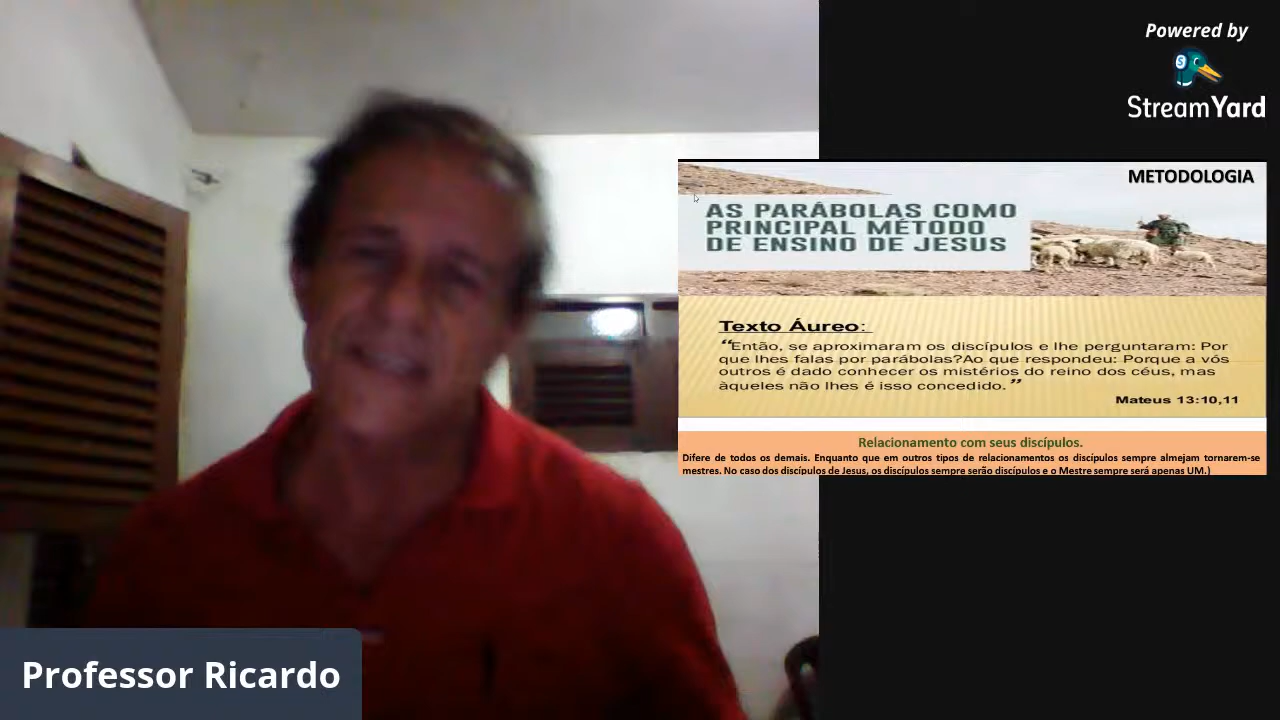 Powered by
StreamYard
METODOLOGIA
AS PARÁBOLAS COMO
PRINCIPAL MÉTODO
DE ENSINO DE JESUS
Texto Áureo:
“Então, se aproximaram os discípulos e lhe perguntaram: Por
que lhes falas por parábolas?Ao que respondeu: Porque a vós
outros é dado conhecer os mistérios do reino dos céus, mas
àqueles não lhes é isso concedido.”
Mateus 13:10,11
Relacionamento com seus discípulos.
Difere de todos os demais. Enquanto que em outros tipos de relacionamentos os discípulos sempre almejam tornarem-se
mestres. No caso dos discípulos de Jesus, os discípulos sempre serão discípulos e o Mestre sempre será apenas UM.)
Professor Ricardo